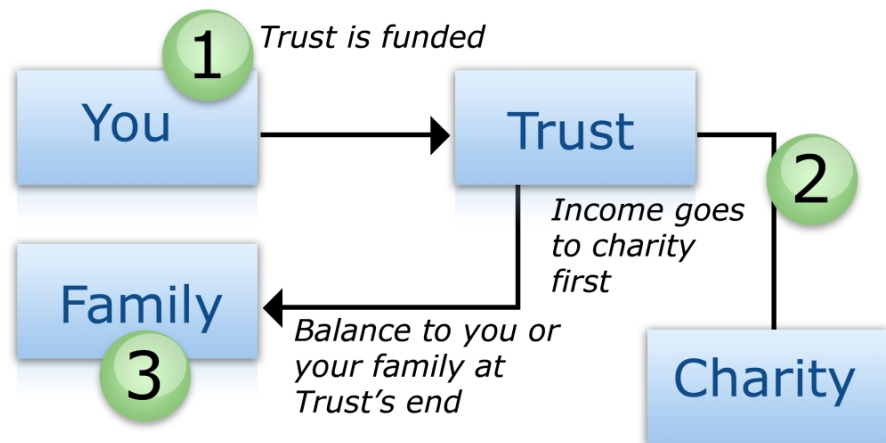 1
Trust is funded
You
Trust
2
Income goes
to charity
first
Family
3
Balance to you or
your family at
Trust's end
Charity